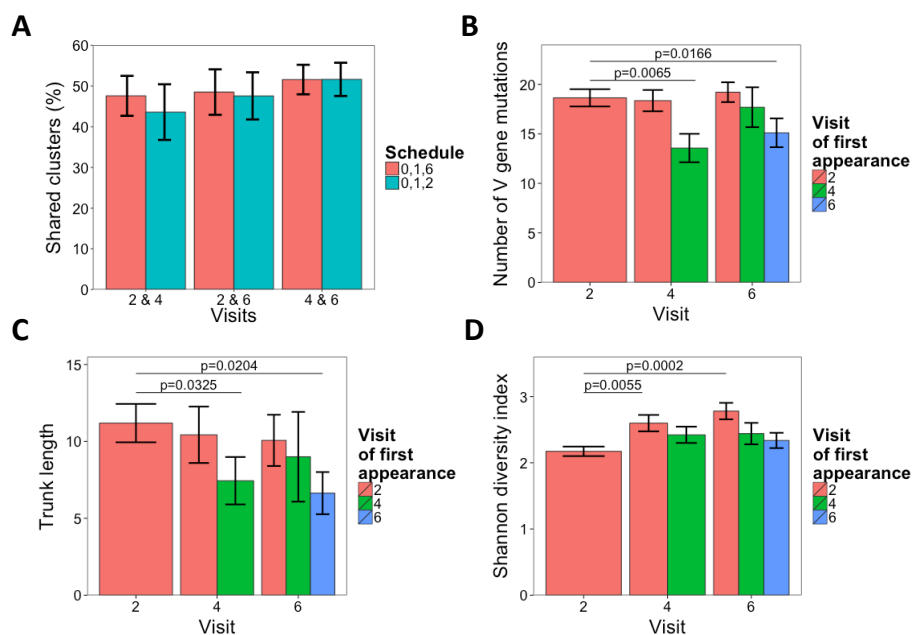 A
Shared clusters (%)
60
50
40
30
20
10
0
2 & 4
2 & 6
4 & 6
Visits
Schedule
0,1,6
0,1,2
B
Number of V gene mutations
20
15
10
5
0
p=0.0166
p=0.0065
2
4
6
Visit
Visit
of first
appearance
2
4
6
C
Trunk length
15
10
5
0
p=0.0204
p=0.0325
2
4
6
Visit
Visit
of first
appearance
2
4
6
D
Shannon diversity index
3
2
1
0
p=0.0002
p=0.0055
2
4
6
Visit
Visit
of first
appearance
2
4
6